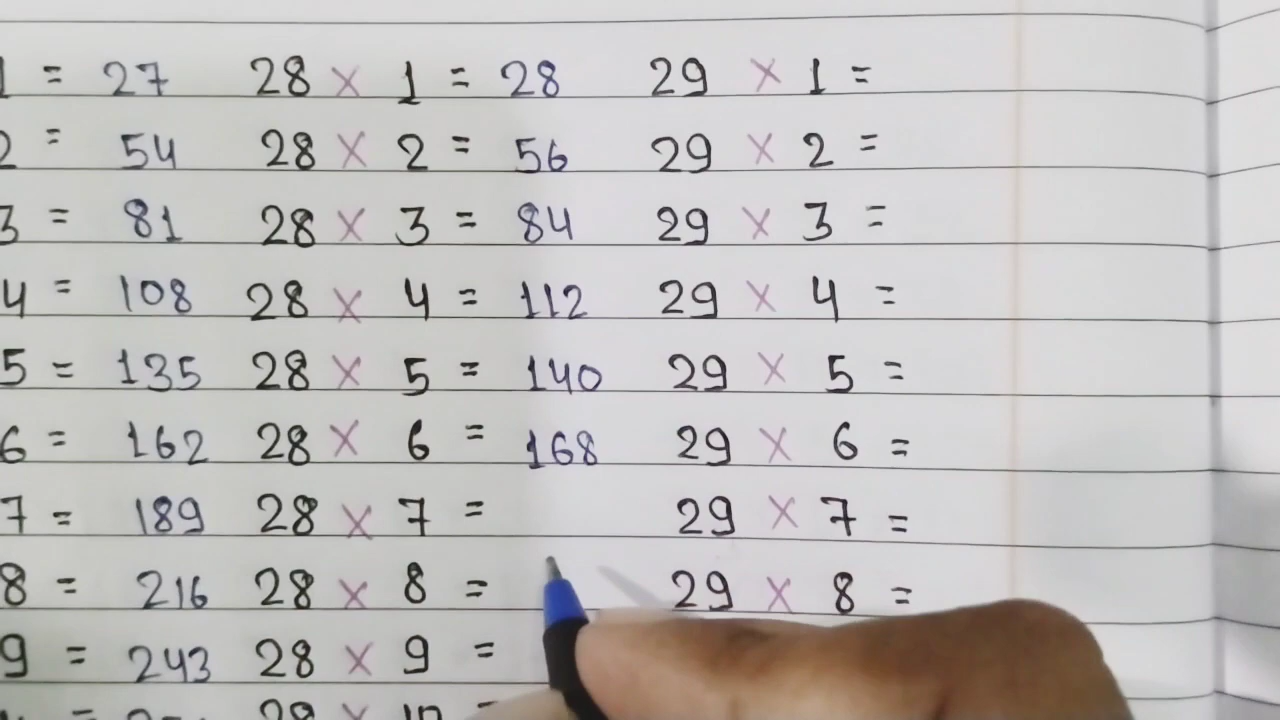 1 = 27 28 × 1 = 28 29 × 1 =
2 = 54 28 × 2 = 56 29 × 2 =
3 = 81 28 × 3 = 84 29 × 3 =
4 = 108 28 × 4 = 112 29 × 4 =
5 = 135 28 × 5 = 140 29 × 5 =
6 = 162 28 × 6 = 168 29 × 6 =
7 = 189 28 × 7 = 29 × 7 =
8 = 216 28 × 8 = 29 × 8 =
9 = 243 28 × 9 =
28 × 10 =